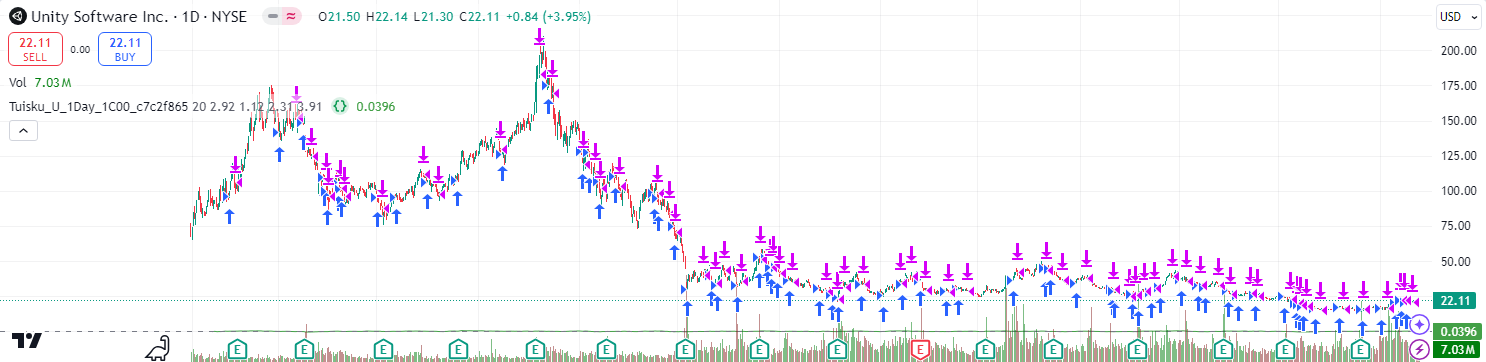 Unity Software Inc. · 1D · NYSE
O21.50 H22.14 L21.30 C22.11 +0.84 (+3.95%)
USD
22.11
SELL
0.00
22.11
BUY
Vol 7.03 M
Tuisku_U_1Day_1C00_c7c2f865 20 2.92 1.12 2.31 3.91 {} 0.0396
200.00
175.00
150.00
125.00
100.00
75.00
50.00
22.11
0.0396
7.03 M
E E E E E E E E E E E E E E E E